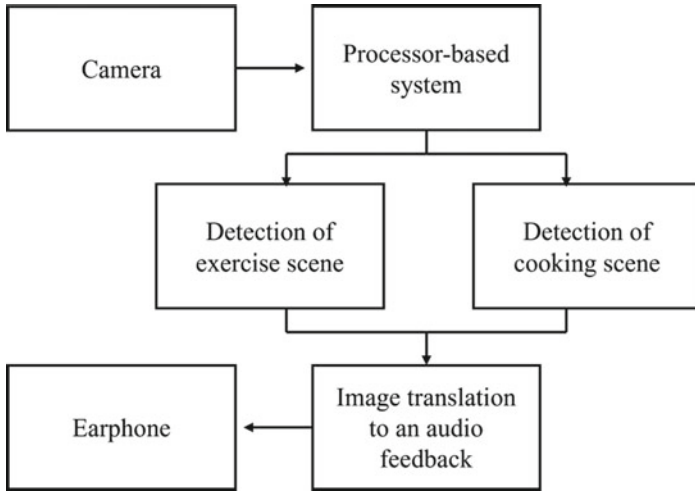 Camera
Processor-based
system
Detection of
exercise scene
Detection of
cooking scene
Earphone
Image translation
to an audio
feedback